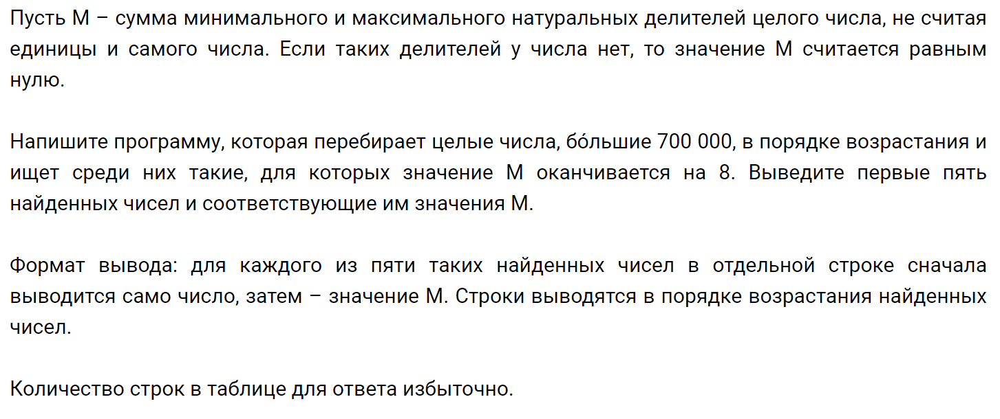 Пусть М – сумма минимального и максимального натуральных делителей целого числа, не считая
единицы и самого числа. Если таких делителей у числа нет, то значение М считается равным
нулю.
Напишите программу, которая перебирает целые числа, бо́льшие 700 000, в порядке возрастания и
ищет среди них такие, для которых значение М оканчивается на 8. Выведите первые пять
найденных чисел и соответствующие им значения М.
Формат вывода: для каждого из пяти таких найденных чисел в отдельной строке сначала
выводится само число, затем – значение М. Строки выводятся в порядке возрастания найденных
чисел.
Количество строк в таблице для ответа избыточно.